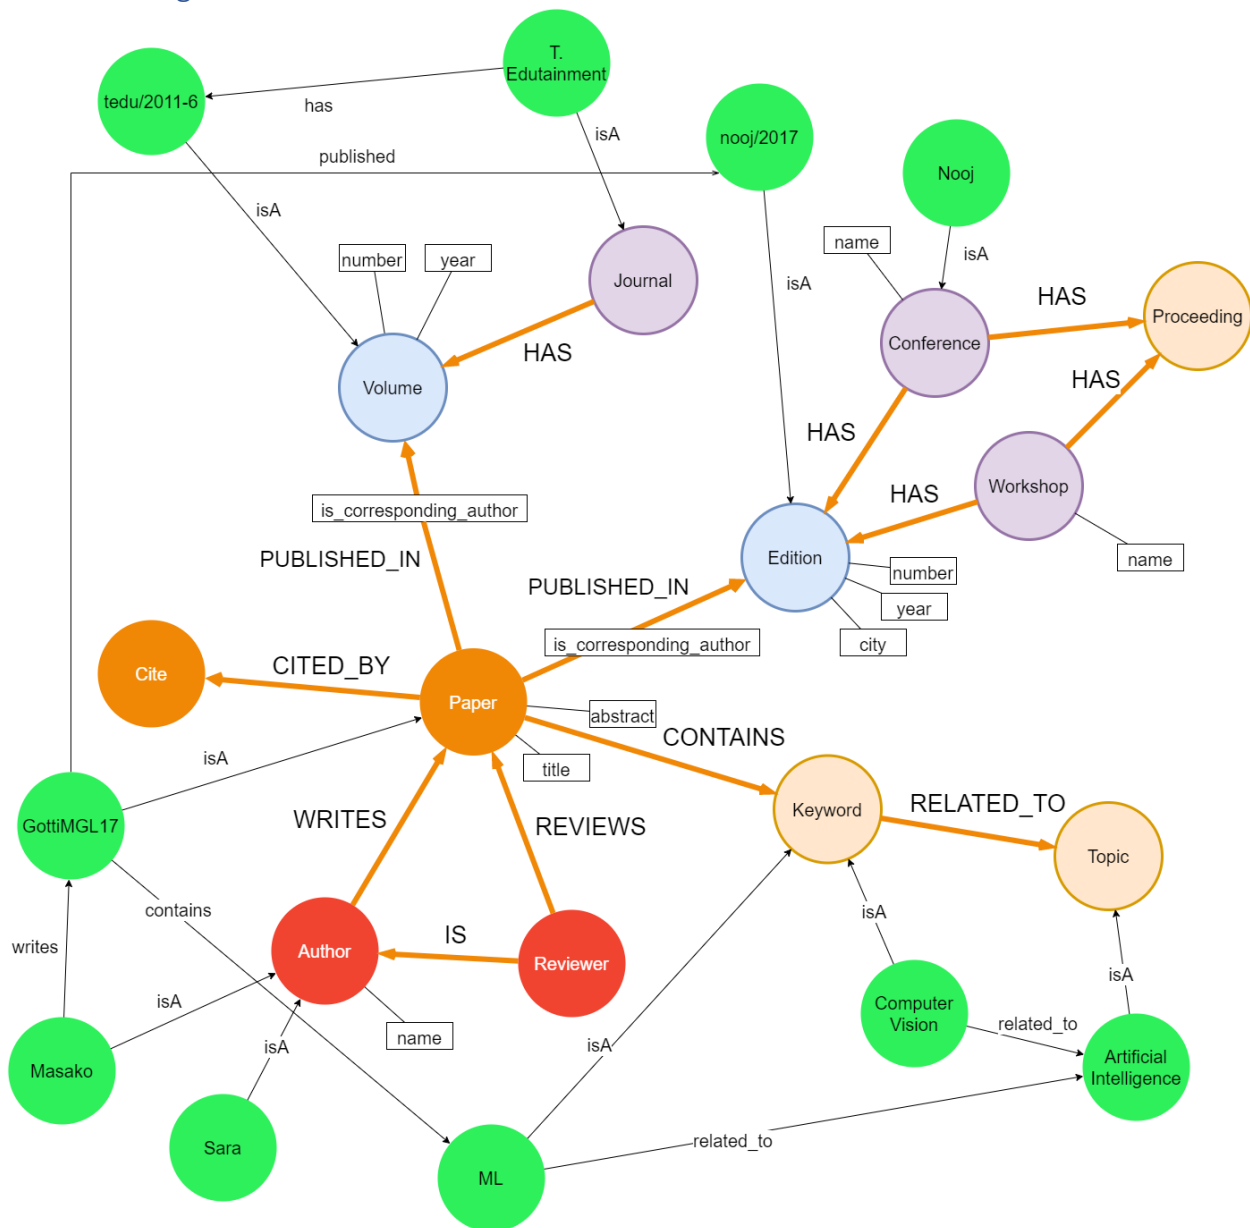 T.
Edutainment
tedu/2011-6
has
isA
nooj/2017
Nooj
published
isA
name
isA
number
year
Journal
isA
HAS
Proceeding
Conference
HAS
Volume
HAS
HAS
Workshop
HAS
is_corresponding_author
PUBLISHED_IN
Edition
number
name
PUBLISHED_IN
year
is_corresponding_author
city
Cite
CITED_BY
Paper
abstract
CONTAINS
isA
title
GottiMGL17
WRITES
REVIEWS
Keyword
RELATED_TO
Topic
contains
isA
writes
Author
IS
Reviewer
isA
isA
Computer
Vision
related_to
name
isA
isA
Masako
Artificial
Intelligence
Sara
related_to
ML